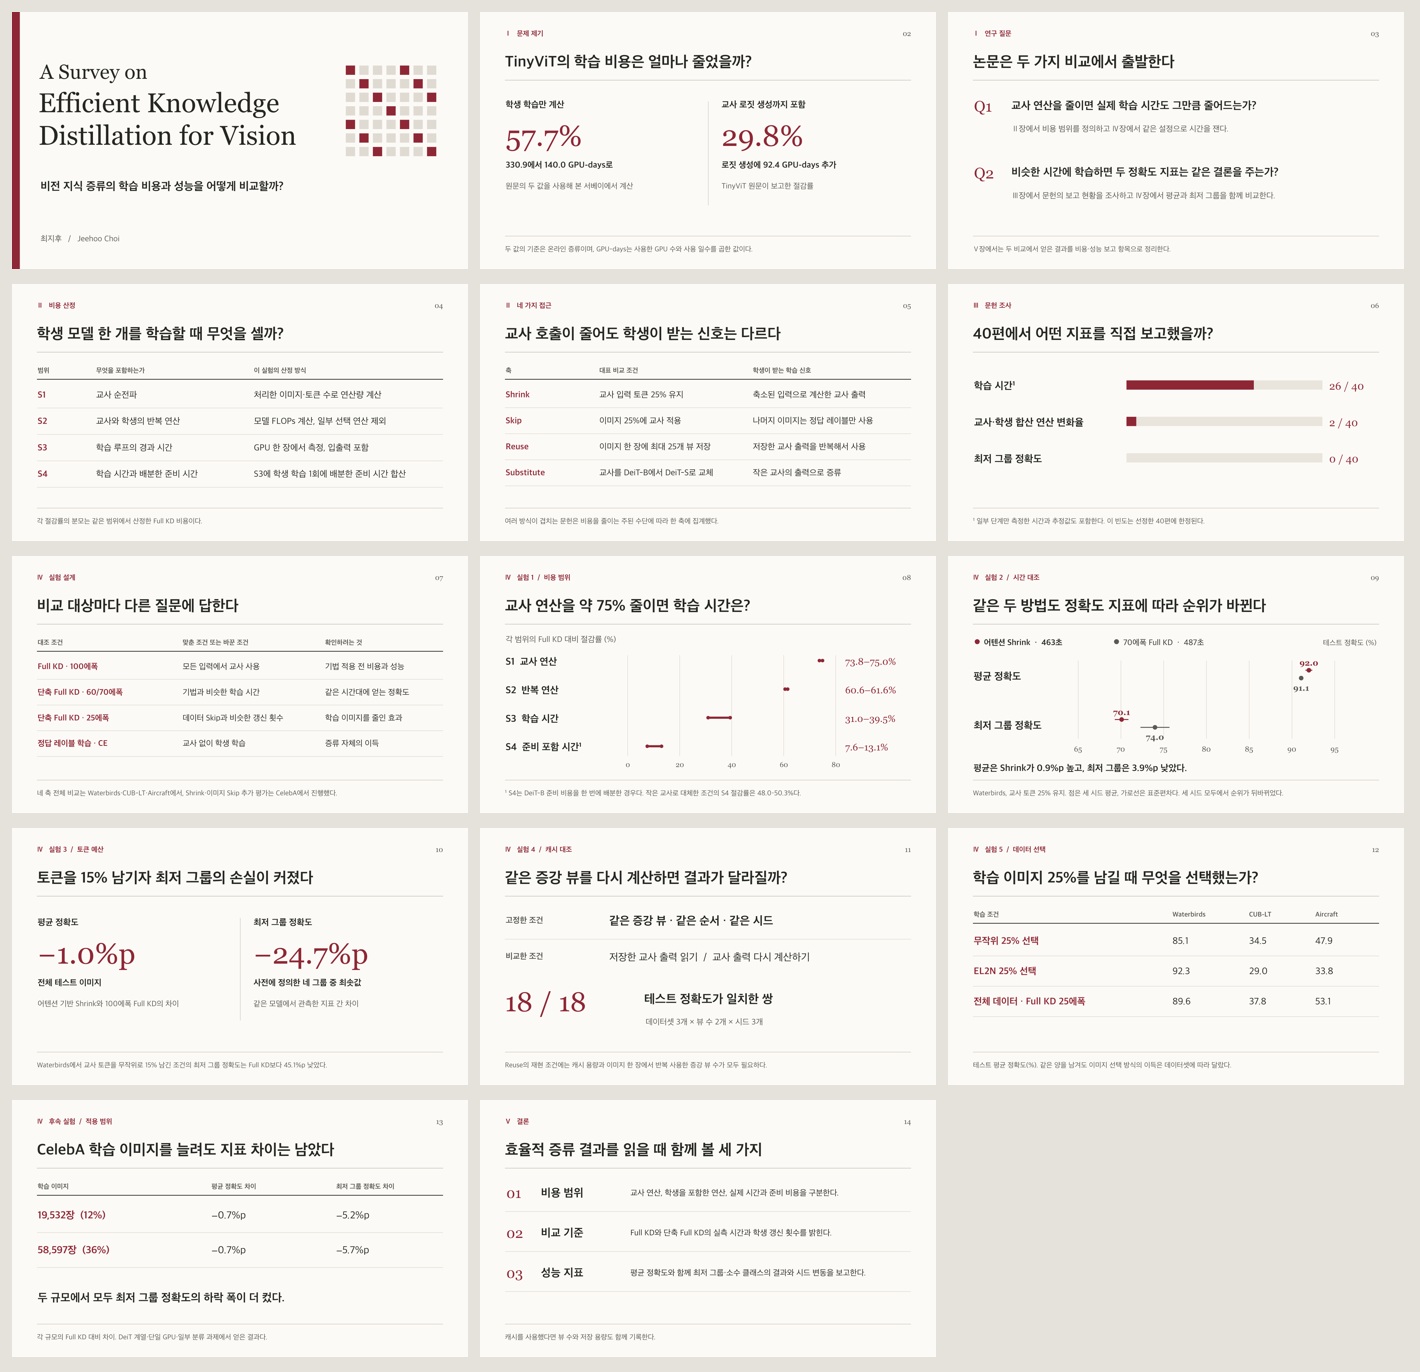 A Survey on
Efficient Knowledge
Distillation for Vision
비전 지식 증류의 학습 비용과 성능을 어떻게 비교할까?
최지후 / Jeehoo Choi
Ⅰ 문제 제기
02
TinyViT의 학습 비용은 얼마나 줄었을까?
학생 학습만 계산
57.7%
330.9에서 140.0 GPU-days로
원문의 두 값을 사용해 본 서베이에서 계산
교사 로짓 생성까지 포함
29.8%
로짓 생성에 92.4 GPU-days 추가
TinyViT 원문이 보고한 절감률
두 값의 기준은 온라인 증류이며, GPU-days는 사용한 GPU 수와 사용 일수를 곱한 값이다.
Ⅰ 연구 질문
03
논문은 두 가지 비교에서 출발한다
Q1 교사 연산을 줄이면 실제 학습 시간도 그만큼 줄어드는가?
Ⅱ장에서 비용 범위를 정의하고 Ⅳ장에서 같은 설정으로 시간을 잰다.
Q2 비슷한 시간에 학습하면 두 정확도 지표는 같은 결론을 주는가?
Ⅲ장에서 문헌의 보고 현황을 조사하고 Ⅳ장에서 평균과 최저 그룹을 함께 비교한다.
Ⅴ장에서는 두 비교에서 얻은 결과를 비용·성능 보고 항목으로 정리한다.
Ⅱ 비용 산정
04
학생 모델 한 개를 학습할 때 무엇을 셀까?
범위 무엇을 포함하는가 이 실험의 산정 방식
S1 교사 순전파 처리한 이미지·토큰 수로 연산량 계산
S2 교사와 학생의 반복 연산 모델 FLOPs 계산, 일부 선택 연산 제외
S3 학습 루프의 경과 시간 GPU 한 장에서 측정, 입출력 포함
S4 학습 시간과 배분한 준비 시간 S3에 학생 학습 1회에 배분한 준비 시간 합산
각 절감률의 분모는 같은 범위에서 산정한 Full KD 비용이다.
Ⅱ 네 가지 접근
05
교사 호출이 줄어도 학생이 받는 신호는 다르다
축 대표 비교 조건 학생이 받는 학습 신호
Shrink 교사 입력 토큰 25% 유지 축소된 입력으로 계산한 교사 출력
Skip 이미지 25%에 교사 적용 나머지 이미지는 정답 레이블만 사용
Reuse 이미지 한 장에 최대 25개 뷰 저장 저장한 교사 출력을 반복해서 사용
Substitute 교사를 DeiT-B에서 DeiT-S로 교체 작은 교사의 출력으로 증류
여러 방식이 겹치는 문헌은 비용을 줄이는 주된 수단에 따라 한 축에 집계했다.
Ⅲ 문헌 조사
06
40편에서 어떤 지표를 직접 보고했을까?
학습 시간¹ 26 / 40
교사·학생 합산 연산 변화율 2 / 40
최저 그룹 정확도 0 / 40
¹ 일부 단계만 측정한 시간과 추정값도 포함한다. 이 빈도는 선정한 40편에 한정된다.
Ⅳ 실험 설계
07
비교 대상마다 다른 질문에 답한다
대조 조건 맞춘 조건 또는 바꾼 조건 확인하려는 것
Full KD · 100에폭 모든 입력에서 교사 사용 기법 적용 전 비용과 성능
단축 Full KD · 60/70에폭 기법과 비슷한 학습 시간 같은 시간대에 얻는 정확도
단축 Full KD · 25에폭 데이터 Skip과 비슷한 갱신 횟수 학습 이미지를 줄인 효과
정답 레이블 학습 · CE 교사 없이 학생 학습 증류 자체의 이득
네 축 전체 비교는 Waterbirds·CUB-LT·Aircraft에서, Shrink·이미지 Skip 추가 평가는 CelebA에서 진행했다.
Ⅳ 실험 1 / 비용 범위
08
교사 연산을 약 75% 줄이면 학습 시간은?
각 범위의 Full KD 대비 절감률 (%)
S1 교사 연산 73.8–75.0%
S2 반복 연산 60.6–61.6%
S3 학습 시간 31.0–39.5%
S4 준비 포함 시간¹ 7.6–13.1%
0 20 40 60 80
¹ S4는 DeiT-B 준비 비용을 한 번에 배분한 경우다. 작은 교사로 대체한 조건의 S4 절감률은 48.0-50.3%다.
Ⅳ 실험 2 / 시간 대조
09
같은 두 방법도 정확도 지표에 따라 순위가 바뀐다
어텐션 Shrink · 463초 70에폭 Full KD · 487초 테스트 정확도 (%)
평균 정확도
92.0
91.1
최저 그룹 정확도
70.1
74.0
65 70 75 80 85 90 95
평균은 Shrink가 0.9%p 높고, 최저 그룹은 3.9%p 낮았다.
Waterbirds, 교사 토큰 25% 유지. 점은 세 시드 평균, 가로선은 표준편차다. 세 시드 모두에서 순위가 뒤바뀌었다.
Ⅳ 실험 3 / 토큰 예산
10
토큰을 15% 남기자 최저 그룹의 손실이 커졌다
평균 정확도
−1.0%p
전체 테스트 이미지
어텐션 기반 Shrink와 100에폭 Full KD의 차이
최저 그룹 정확도
−24.7%p
사전에 정의한 네 그룹 중 최솟값
같은 모델에서 관측한 지표 간 차이
Waterbirds에서 교사 토큰을 무작위로 15% 남긴 조건의 최저 그룹 정확도는 Full KD보다 45.1%p 낮았다.
Ⅳ 실험 4 / 캐시 대조
11
같은 증강 뷰를 다시 계산하면 결과가 달라질까?
고정한 조건 같은 증강 뷰 · 같은 순서 · 같은 시드
비교한 조건 저장한 교사 출력 읽기 / 교사 출력 다시 계산하기
18 / 18 테스트 정확도가 일치한 쌍
데이터셋 3개 × 뷰 수 2개 × 시드 3개
Reuse의 재현 조건에는 캐시 용량과 이미지 한 장에서 반복 사용한 증강 뷰 수가 모두 필요하다.
Ⅳ 실험 5 / 데이터 선택
12
학습 이미지 25%를 남길 때 무엇을 선택했는가?
학습 조건 Waterbirds CUB-LT Aircraft
무작위 25% 선택 85.1 34.5 47.9
EL2N 25% 선택 92.3 29.0 33.8
전체 데이터 · Full KD 25에폭 89.6 37.8 53.1
테스트 평균 정확도(%). 같은 양을 남겨도 이미지 선택 방식의 이득은 데이터셋에 따라 달랐다.
Ⅳ 후속 실험 / 적용 범위
13
CelebA 학습 이미지를 늘려도 지표 차이는 남았다
학습 이미지 평균 정확도 차이 최저 그룹 정확도 차이
19,532장 (12%) −0.7%p −5.2%p
58,597장 (36%) −0.7%p −5.7%p
두 규모에서 모두 최저 그룹 정확도의 하락 폭이 더 컸다.
각 규모의 Full KD 대비 차이. DeiT 계열·단일 GPU·일부 분류 과제에서 얻은 결과다.
Ⅴ 결론
14
효율적 증류 결과를 읽을 때 함께 볼 세 가지
01 비용 범위 교사 연산, 학생을 포함한 연산, 실제 시간과 준비 비용을 구분한다.
02 비교 기준 Full KD와 단축 Full KD의 실측 시간과 학생 갱신 횟수를 밝힌다.
03 성능 지표 평균 정확도와 함께 최저 그룹·소수 클래스의 결과와 시드 변동을 보고한다.
캐시를 사용했다면 뷰 수와 저장 용량도 함께 기록한다.